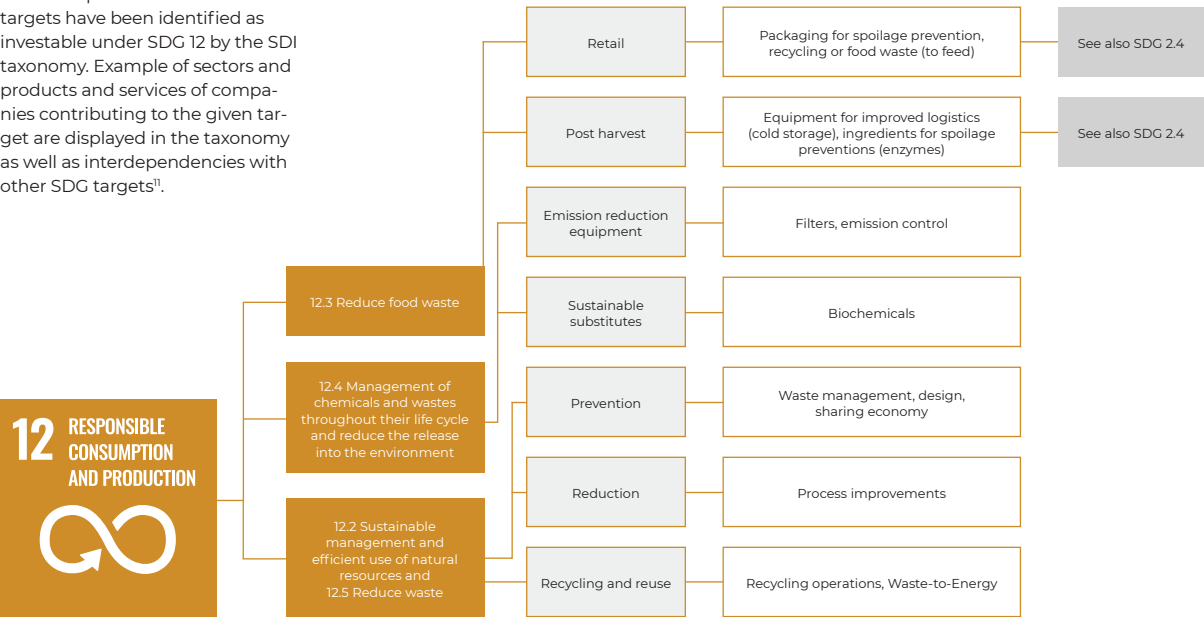 targets have been identified as
investable under SDG 12 by the SDI
taxonomy. Example of sectors and
products and services of compa-
nies contributing to the given tar-
get are displayed in the taxonomy
as well as interdependencies with
other SDG targets¹¹.
12 RESPONSIBLE
CONSUMPTION
AND PRODUCTION
12.3 Reduce food waste
12.4 Management of
chemicals and wastes
throughout their life cycle
and reduce the release
into the environment
12.2 Sustainable
management and
efficient use of natural
resources and
12.5 Reduce waste
Retail
Packaging for spoilage prevention,
recycling or food waste (to feed)
See also SDG 2.4
Post harvest
Equipment for improved logistics
(cold storage), ingredients for spoilage
preventions (enzymes)
See also SDG 2.4
Emission reduction
equipment
Filters, emission control
Sustainable
substitutes
Biochemicals
Prevention
Waste management, design,
sharing economy
Reduction
Process improvements
Recycling and reuse
Recycling operations, Waste-to-Energy